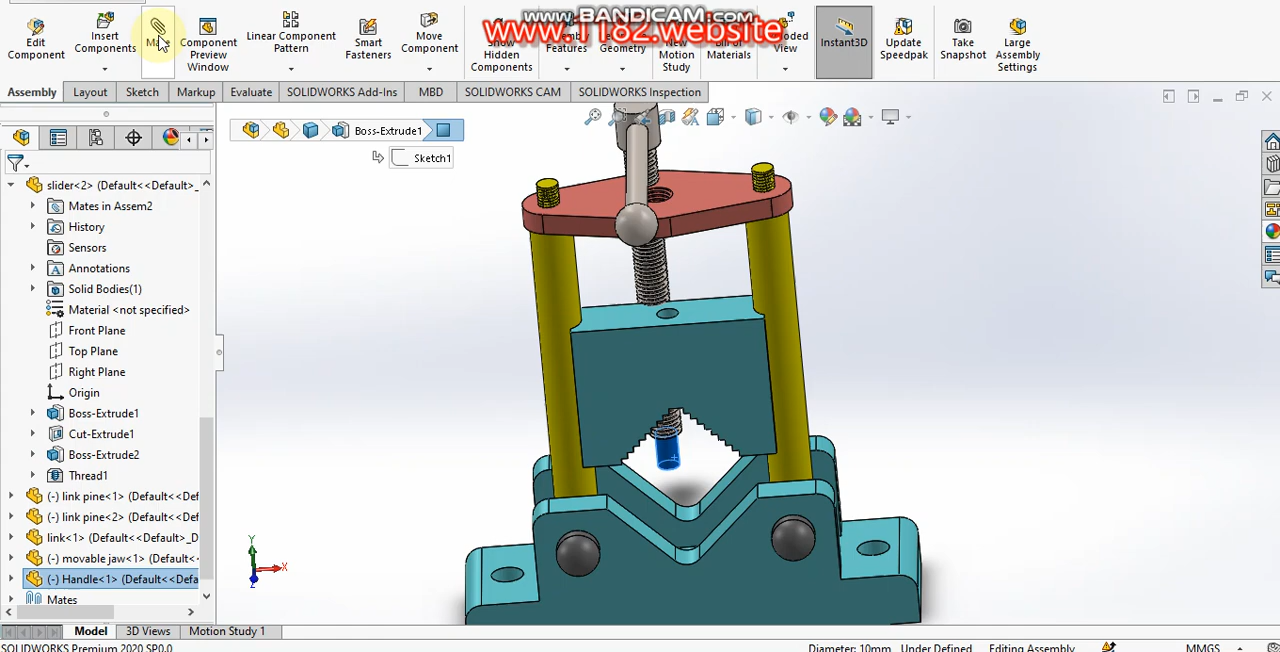 www.BANDICAM.com
www.1182.website
Edit Component
Insert Components
Component Preview Window
Linear Component Pattern
Smart Fasteners
Move Component
Show Hidden Components
Features
Geometry
New Motion Study
Materials
View
Instant3D
Update Speedpak
Take Snapshot
Large Assembly Settings
Assembly Layout Sketch Markup Evaluate SOLIDWORKS Add-Ins MBD SOLIDWORKS CAM SOLIDWORKS Inspection
Boss-Extrude1
Sketch1
slider<2> (Default<<Default>_
Mates in Assem2
History
Sensors
A Annotations
Solid Bodies(1)
Material <not specified>
Front Plane
Top Plane
Right Plane
Origin
Boss-Extrude1
Cut-Extrude1
Boss-Extrude2
Thread1
(-) link pine<1> (Default<<Def
(-) link pine<2> (Default<<Def
link<1> (Default<<Default>_D
(-) movable jaw<1> (Default<<
(-) Handle<1> (Default<<Defa
Mates
Y
X
Z
Model 3D Views Motion Study 1
SOLIDWORKS Premium 2020 SP0.0
Diameter: 10mm Under Defined Editing Assembly MMGS